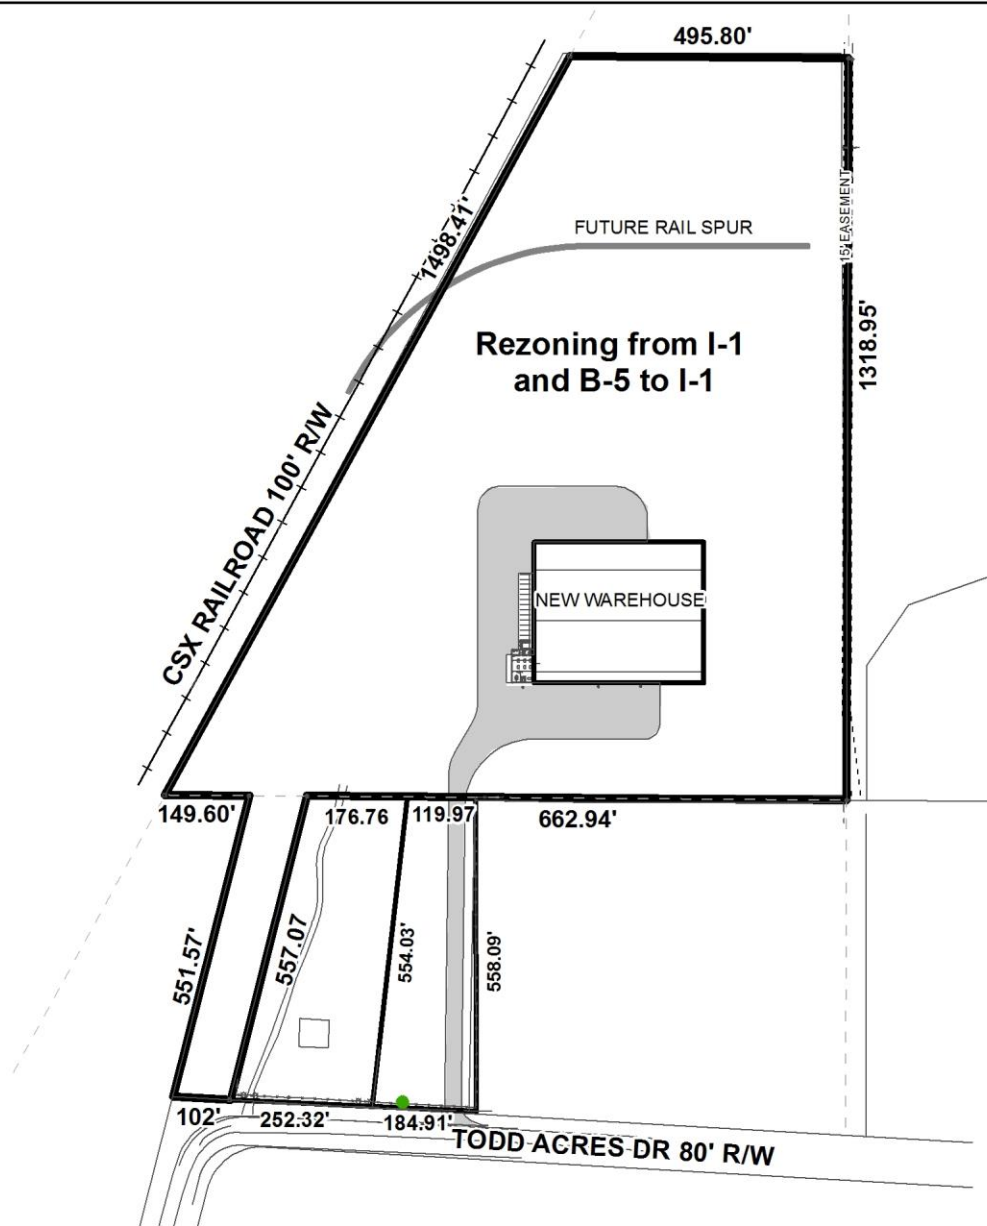 495.80'
15' EASEMENT
1498.41'
FUTURE RAIL SPUR
1318.95'
Rezoning from I-1
and B-5 to I-1
CSX RAILROAD 100' R/W
NEW WAREHOUSE
149.60'
176.76
119.97
662.94'
551.57'
557.07
554.03'
558.09'
102'
252.32'
184.91'
TODD ACRES DR 80' R/W